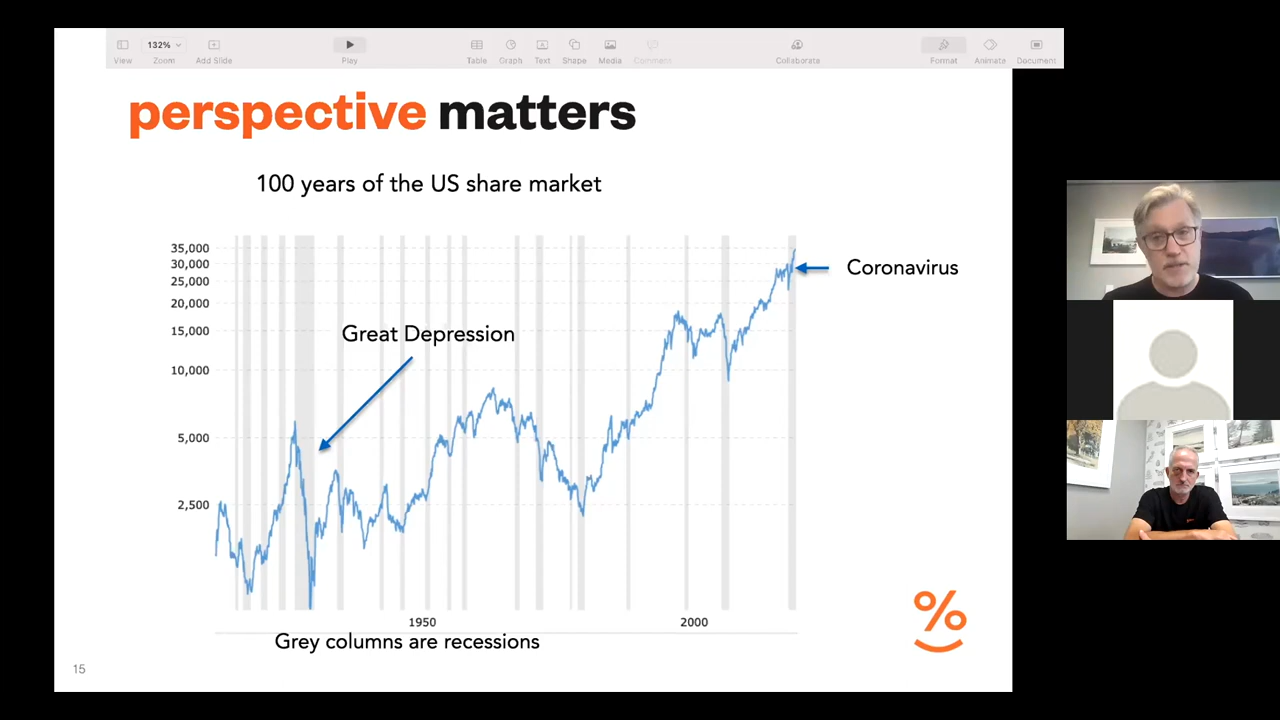 132%
View
Zoom
Add Slide
Play
Table
Graph
Text
Shape
Media
Comment
Collaborate
Format
Animate
Document
perspective matters
100 years of the US share market
35,000
30,000
25,000
20,000
15,000
10,000
5,000
2,500
Coronavirus
Great Depression
1950
2000
Grey columns are recessions
%
15